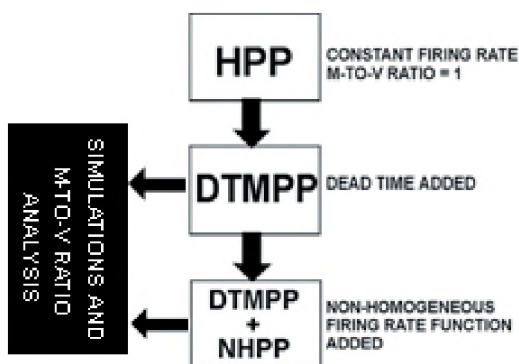 HPP
CONSTANT FIRING RATE
M-TO-V RATIO = 1
DTMPP
DEAD TIME ADDED
SIMULATIONS AND
M-TO-V RATIO
ANALYSIS
DTMPP
+
NHPP
NON-HOMOGENEOUS
FIRING RATE FUNCTION
ADDED